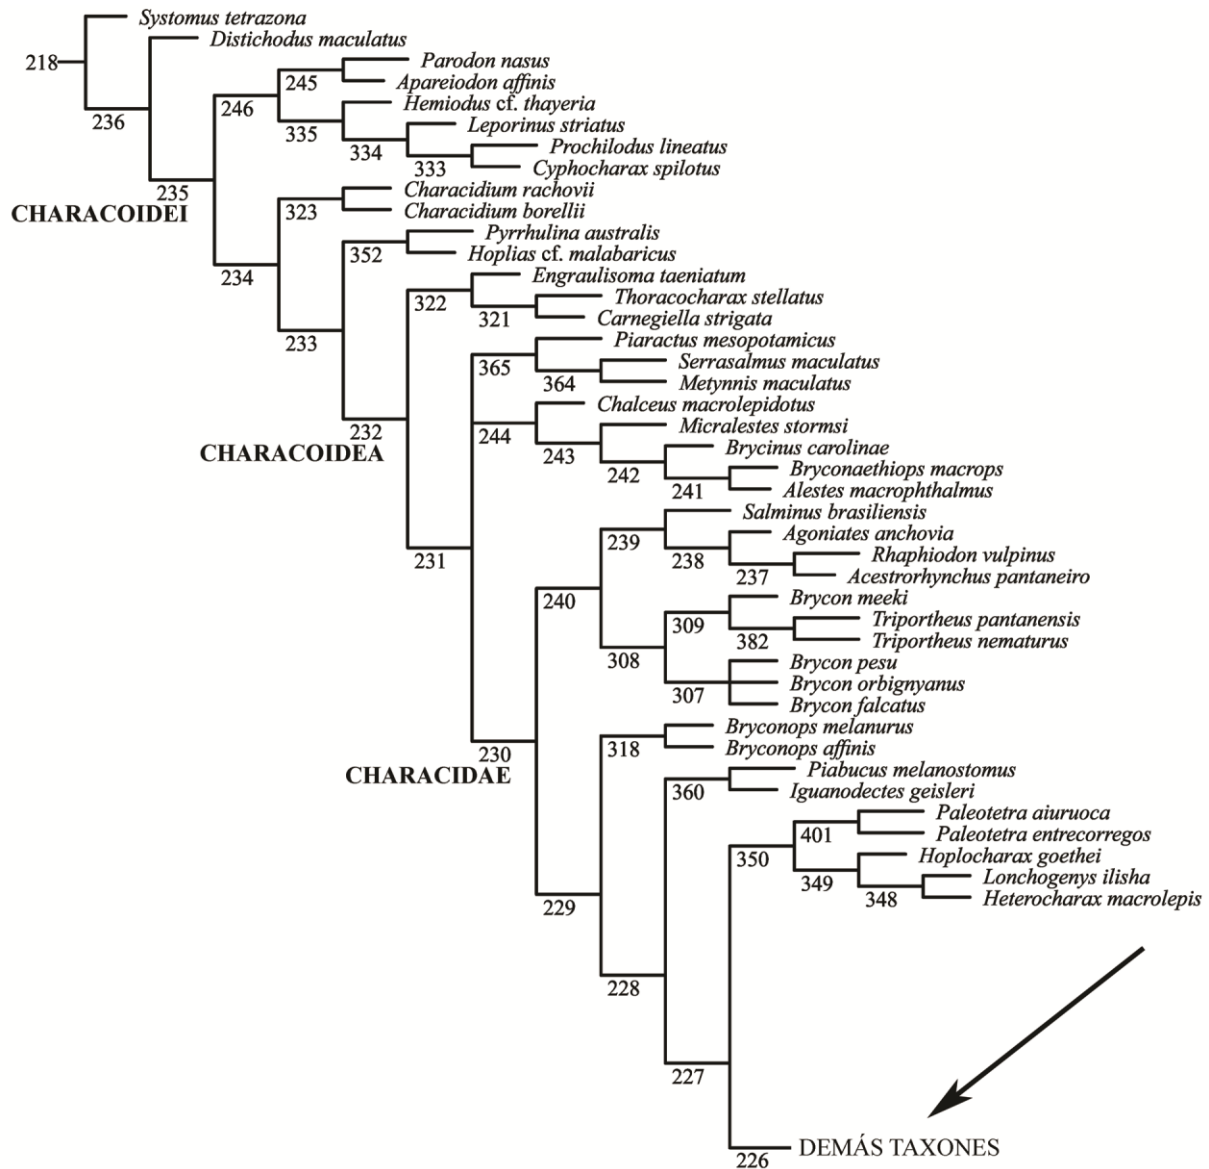 Systomus tetrazona
Distichodus maculatus
218
Parodon nasus
245
Apareiodon affinis
246
Hemiodus cf. thayeria
236
335
Leporinus striatus
334
Prochilodus lineatus
333
Cyphocharax spilotus
235
Characidium rachovii
CHARACOIDEI
323
Characidium borellii
Pyrrhulina australis
352
Hoplias cf. malabaricus
234
Engraulisoma taeniatum
322
Thoracocharax stellatus
321
Carnegiella strigata
233
Piaractus mesopotamicus
365
Serrasalmus maculatus
364
Metynnis maculatus
Chalceus macrolepidotus
232
244
Micralestes stormsi
CHARACOIDEA
243
Brycinus carolinae
242
Bryconaethiops macrops
241
Alestes macrophthalmus
Salminus brasiliensis
239
Agoniates anchovia
231
238
Rhaphiodon vulpinus
237
Acestrorhynchus pantaneiro
240
Brycon meeki
309
Triportheus pantanensis
382
Triportheus nematurus
308
Brycon pesu
307
Brycon orbignyanus
Brycon falcatus
Bryconops melanurus
230
318
Bryconops affinis
CHARACIDAE
Piabucus melanostomus
360
Iguanodectes geisleri
Paleotetra aiuruoca
401
Paleotetra entrecorregos
350
Hoplocharax goethei
349
Lonchogenys ilisha
348
Heterocharax macrolepis
229
228
227
DEMÁS TAXONES
226